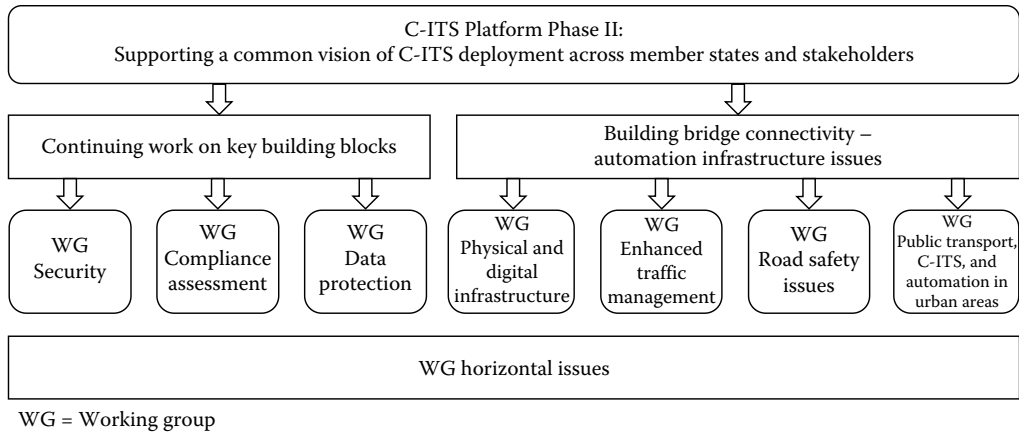 C-ITS Platform Phase II:
Supporting a common vision of C-ITS deployment across member states and stakeholders
Continuing work on key building blocks
Building bridge connectivity –
automation infrastructure issues
WG
Security
WG
Compliance
assessment
WG
Data
protection
WG
Physical and
digital
infrastructure
WG
Enhanced
traffic
management
WG
Road safety
issues
WG
Public transport,
C-ITS, and
automation in
urban areas
WG horizontal issues
WG = Working group